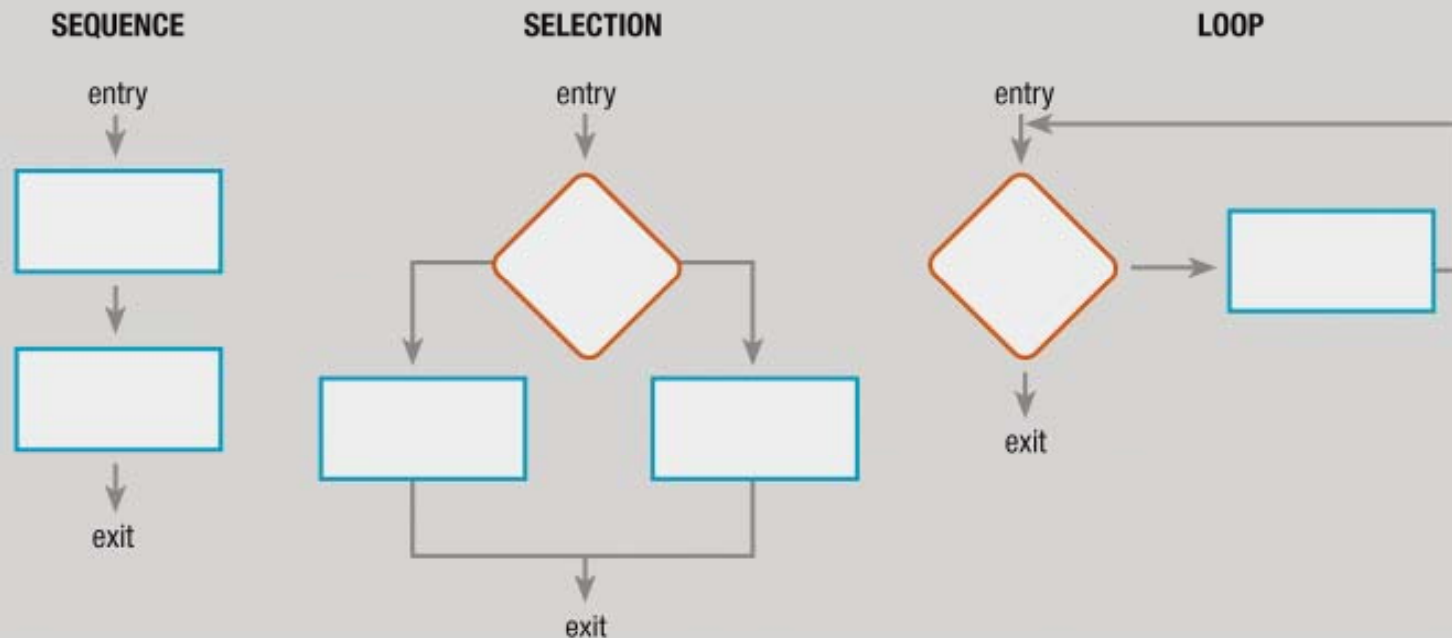 SEQUENCE
entry
exit
SELECTION
entry
exit
LOOP
entry
exit